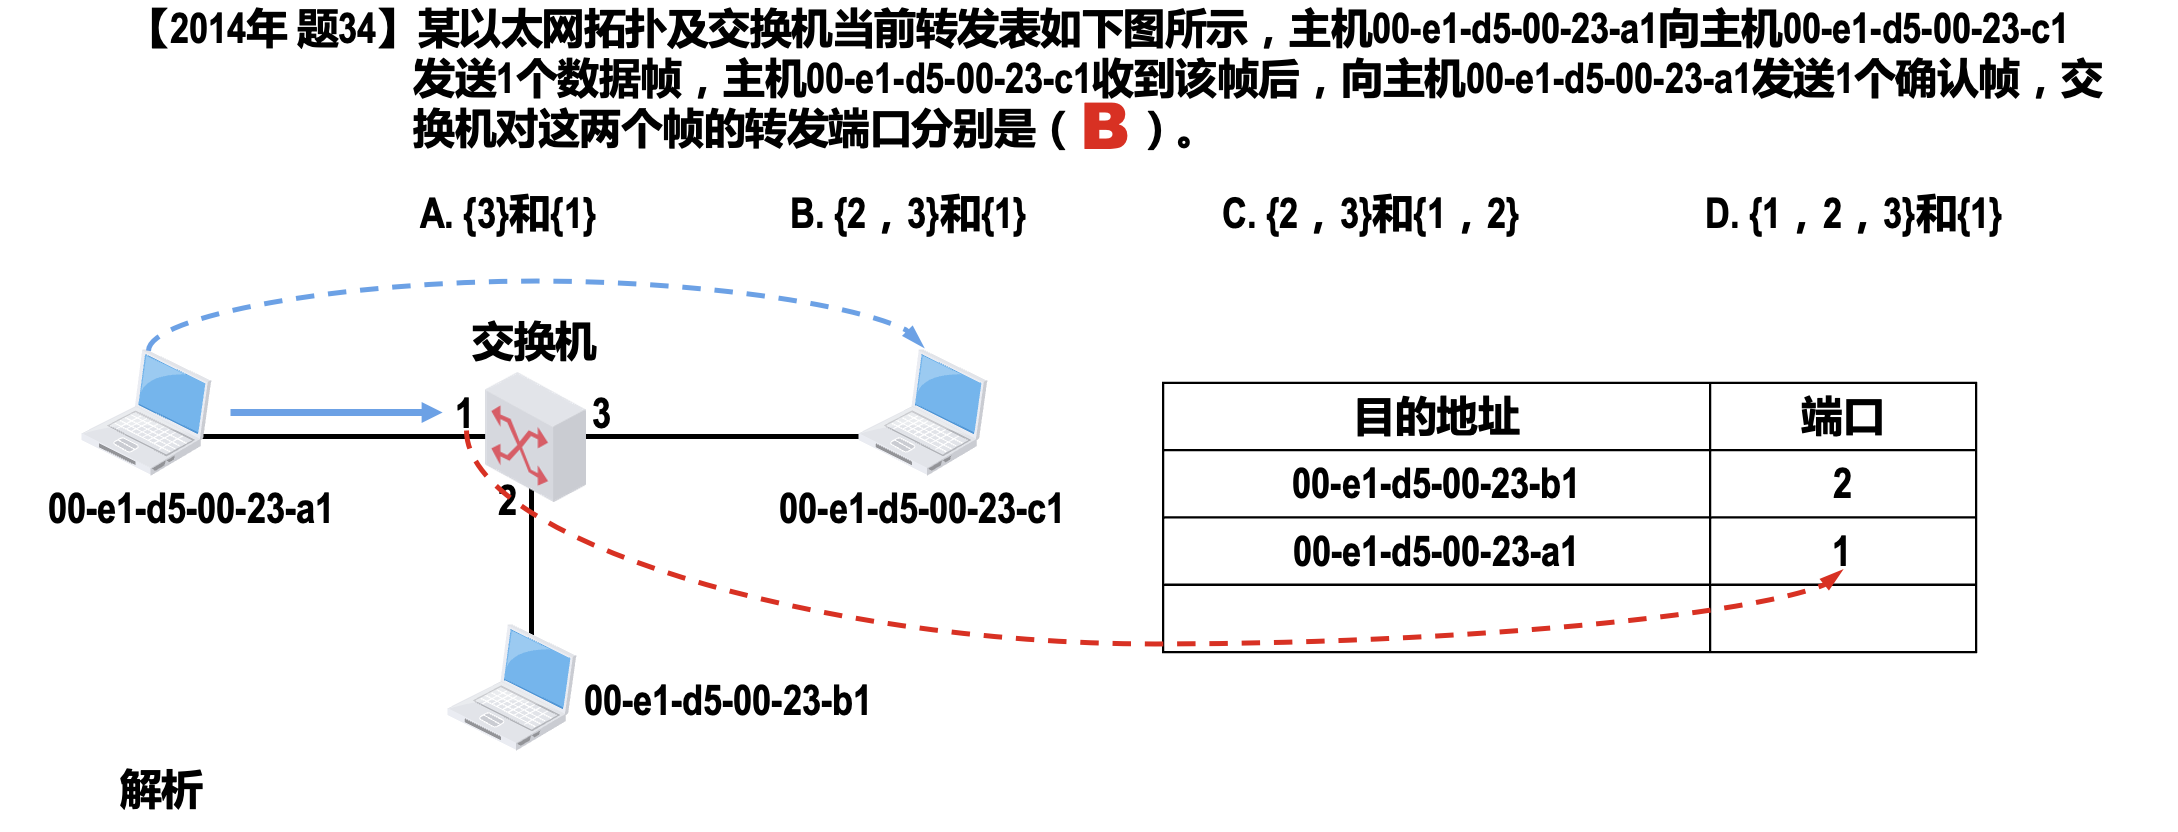 【2014年 题34】某以太网拓扑及交换机当前转发表如下图所示，主机00-e1-d5-00-23-a1向主机00-e1-d5-00-23-c1
发送1个数据帧，主机00-e1-d5-00-23-c1收到该帧后，向主机00-e1-d5-00-23-a1发送1个确认帧，交
换机对这两个帧的转发端口分别是（ B ）。
A. {3}和{1} B. {2，3}和{1} C. {2，3}和{1，2} D. {1，2，3}和{1}
交换机
1 3
2
00-e1-d5-00-23-a1
00-e1-d5-00-23-c1
00-e1-d5-00-23-b1
目的地址 端口
00-e1-d5-00-23-b1 2
00-e1-d5-00-23-a1 1
解析